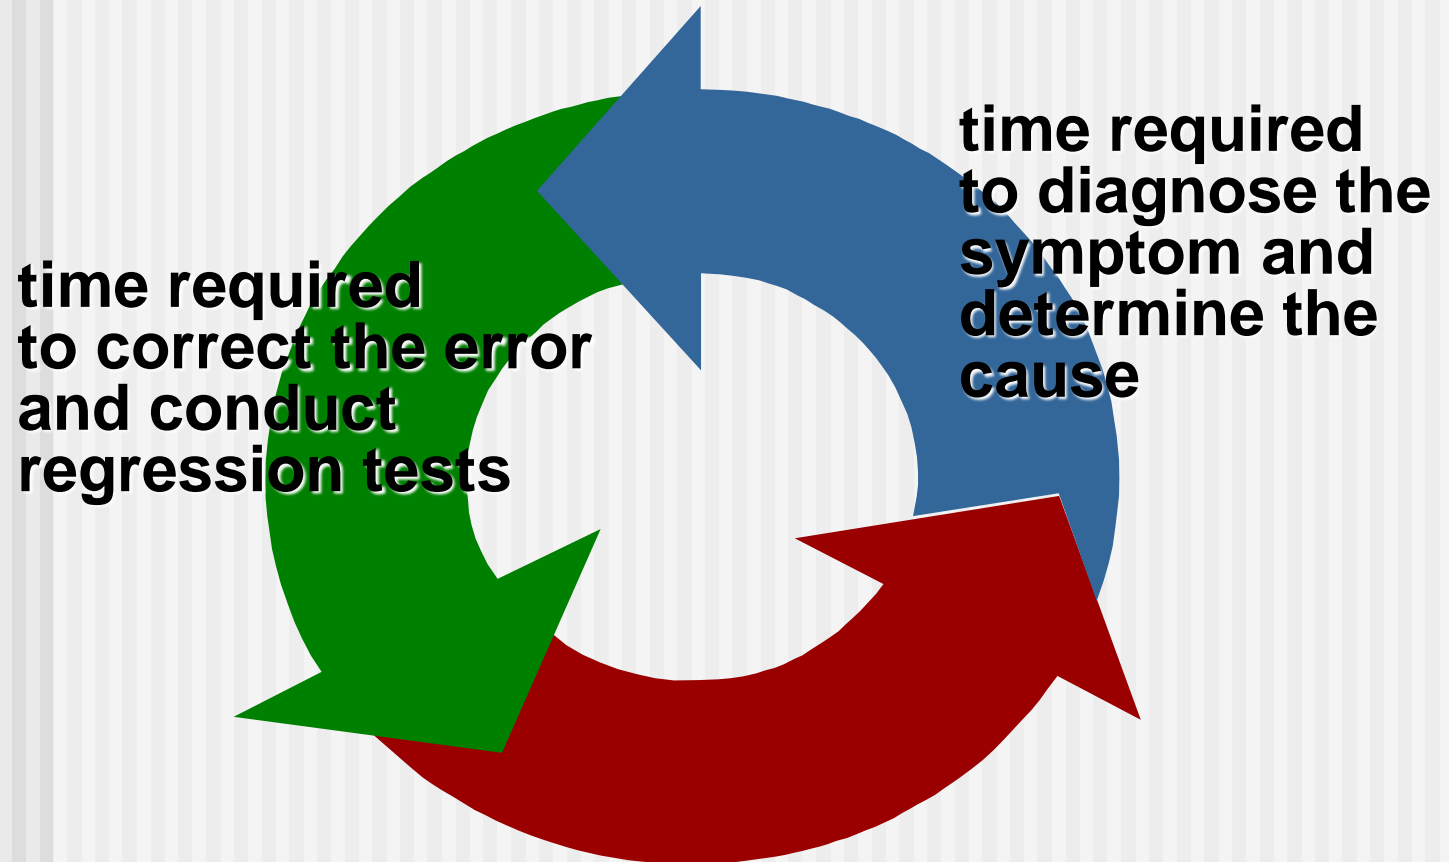 time required
to diagnose the
symptom and
determine the
cause
time required
to correct the error
and conduct
regression tests